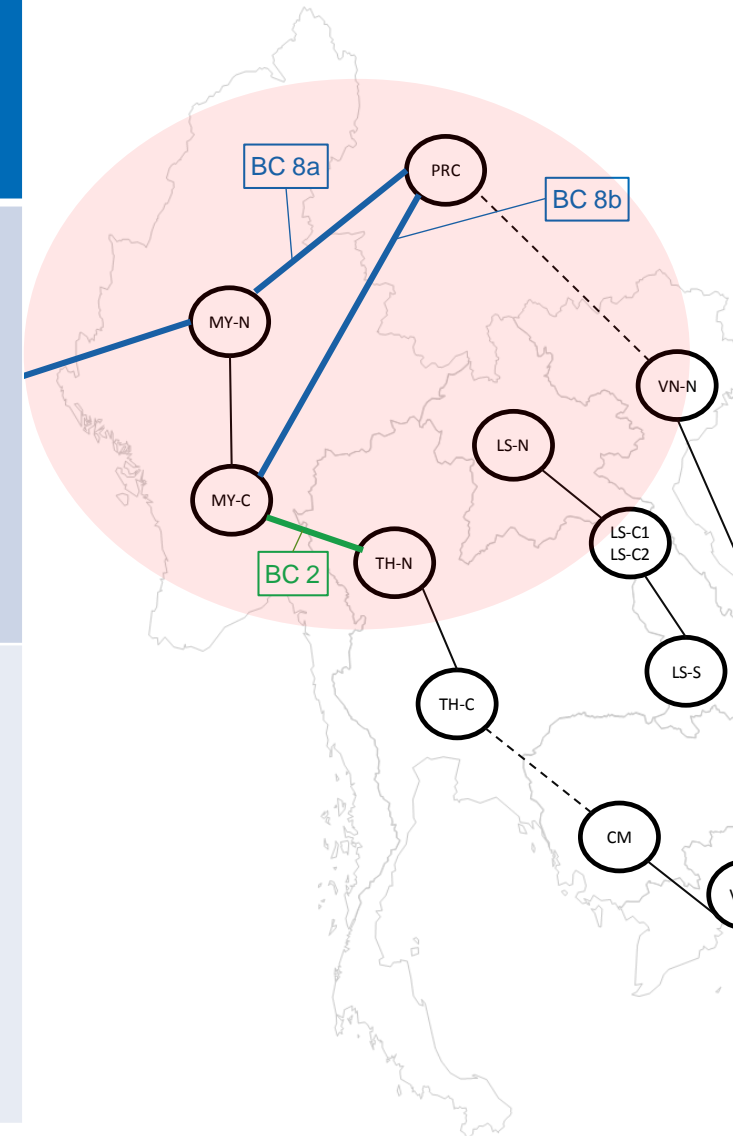 PRC
BC 8a
BC 8b
MY-N
VN-N
LS-N
MY-C
LS-C1
LS-C2
TH-N
BC 2
LS-S
TH-C
CM